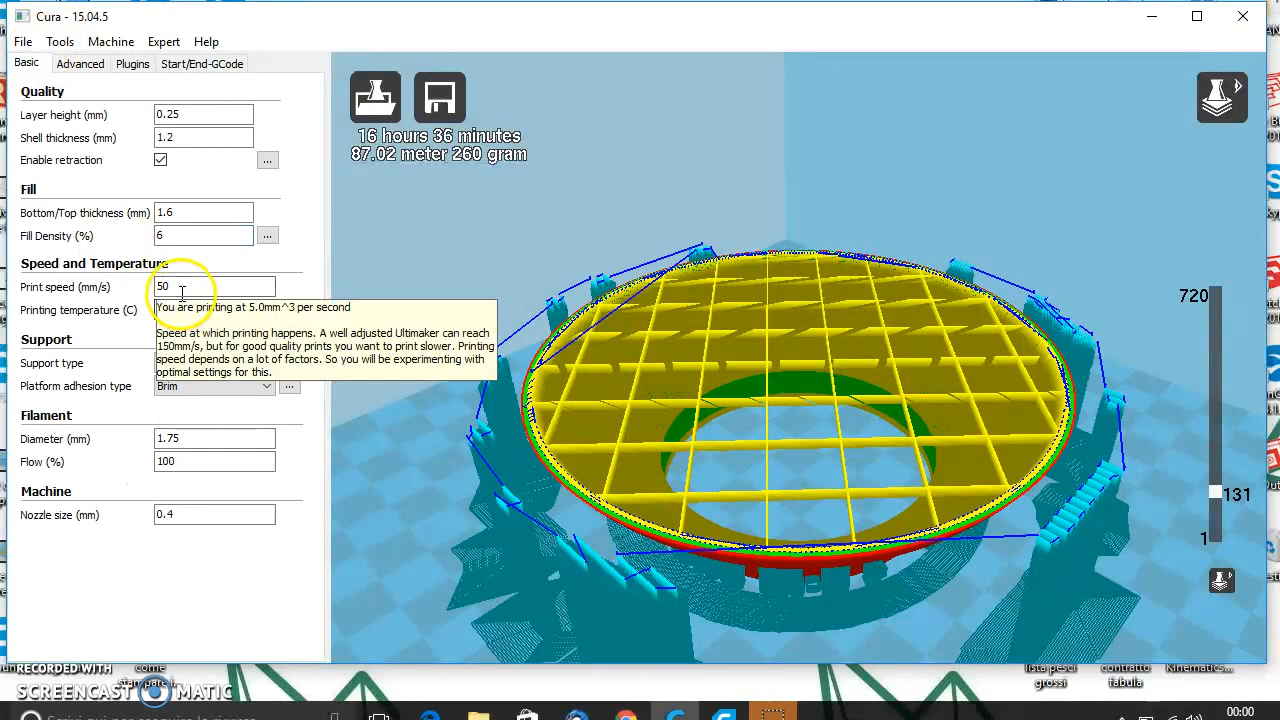 Cura - 15.04.5
File Tools Machine Expert Help
Basic Advanced Plugins Start/End-GCode
Quality
Layer height (mm) 0.25
Shell thickness (mm) 1.2
Enable retraction ...
Fill
Bottom/Top thickness (mm) 1.6
Fill Density (%) 6 ...
Speed and Temperature
Print speed (mm/s) 50
Printing temperature (C)
You are printing at 5.0mm^3 per second
Speed at which printing happens. A well adjusted Ultimaker can reach
150mm/s, but for good quality prints you want to print slower. Printing
speed depends on a lot of factors. So you will be experimenting with
optimal settings for this.
Support
Support type
Platform adhesion type Brim ...
Filament
Diameter (mm) 1.75
Flow (%) 100
Machine
Nozzle size (mm) 0.4
16 hours 36 minutes
87.02 meter 260 gram
720
131
1
RECORDED WITH
SCREENCAST MATIC
come
lista pesci
grossi
contratto
fabula
Kinematics...
00:00